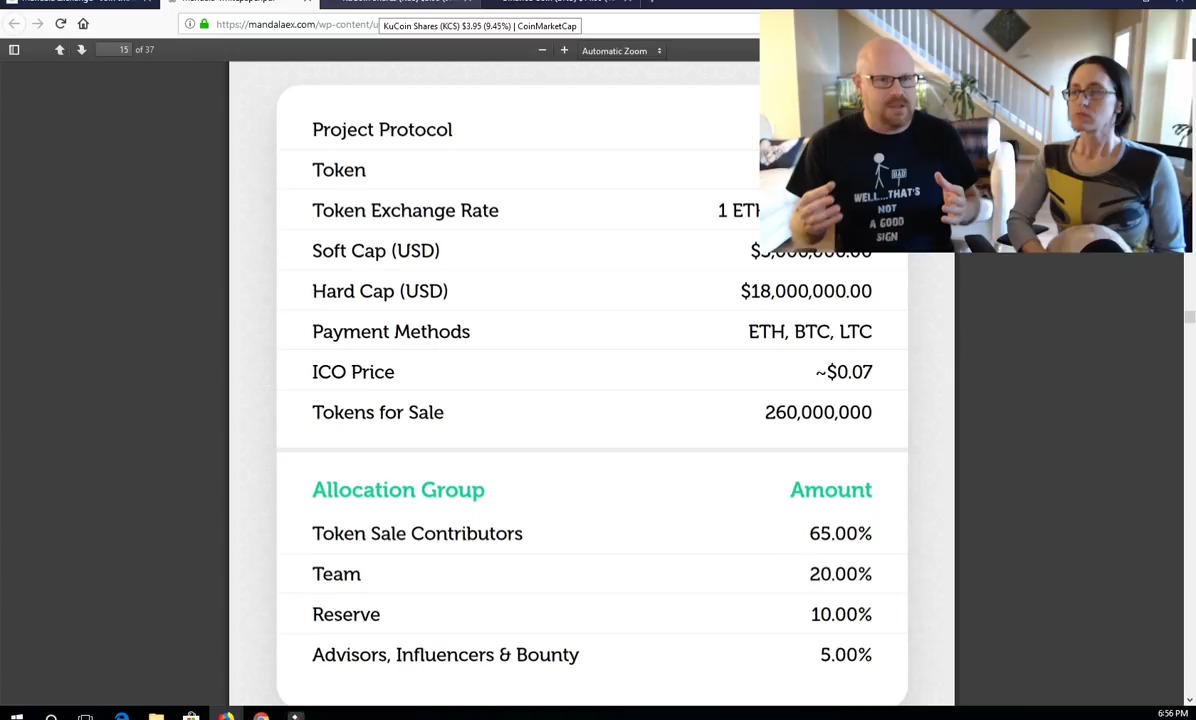 https://mandalaex.com/wp-content/u
KuCoin Shares (KCS) $3.95 (9.45%) | CoinMarketCap
15 of 37
Automatic Zoom
Project Protocol
Token
Token Exchange Rate 1 ETH
Soft Cap (USD)
Hard Cap (USD) $18,000,000.00
Payment Methods ETH, BTC, LTC
ICO Price ~$0.07
Tokens for Sale 260,000,000
Allocation Group Amount
Token Sale Contributors 65.00%
Team 20.00%
Reserve 10.00%
Advisors, Influencers & Bounty 5.00%
DAD
WELL...THAT'S
NOT
A GOOD
SIGN
6:56 PM